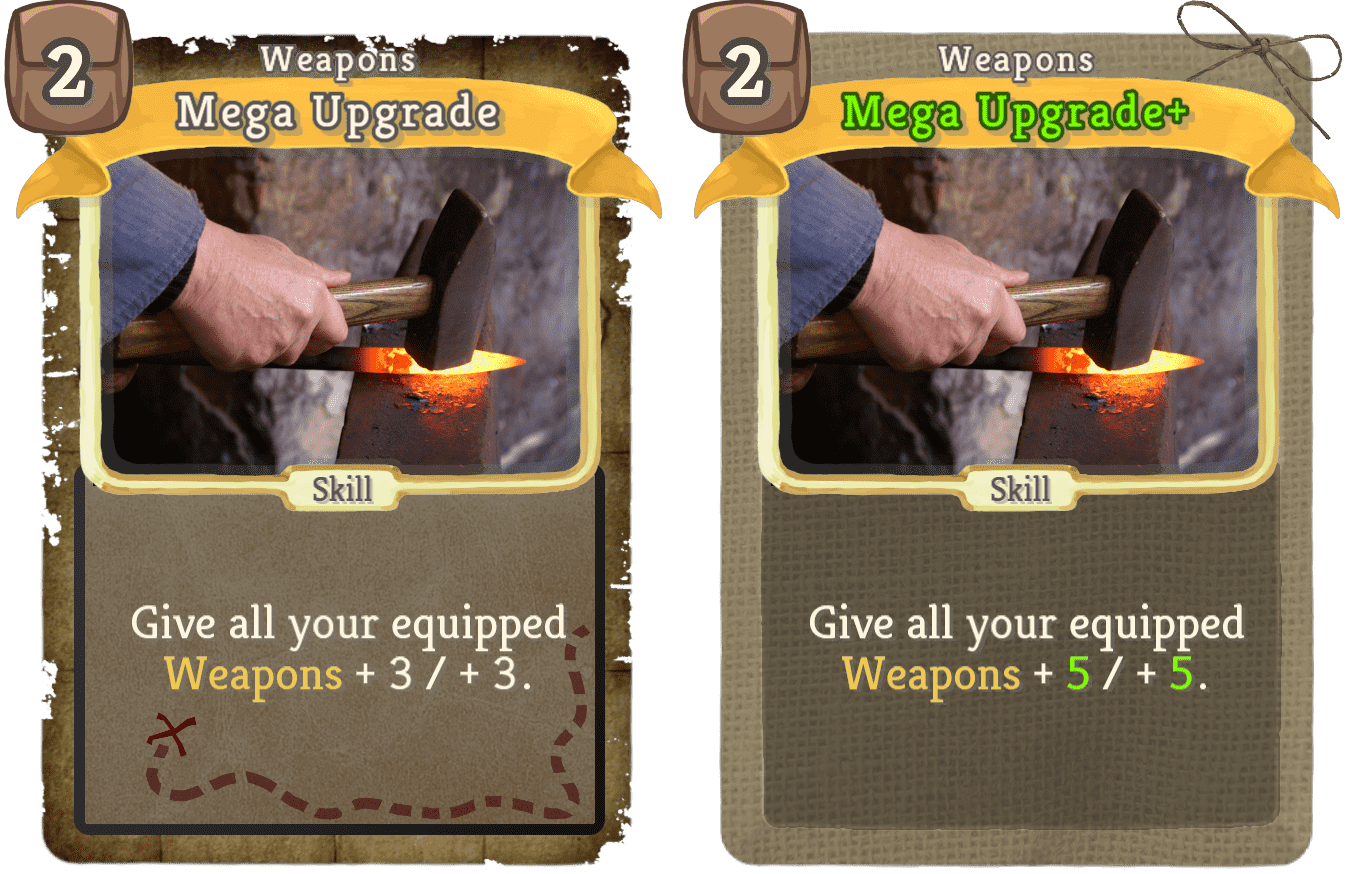 2
Weapons
Mega Upgrade
Skill
Give all your equipped
Weapons + 3 / + 3.
2
Weapons
Mega Upgrade+
Skill
Give all your equipped
Weapons + 5 / + 5.